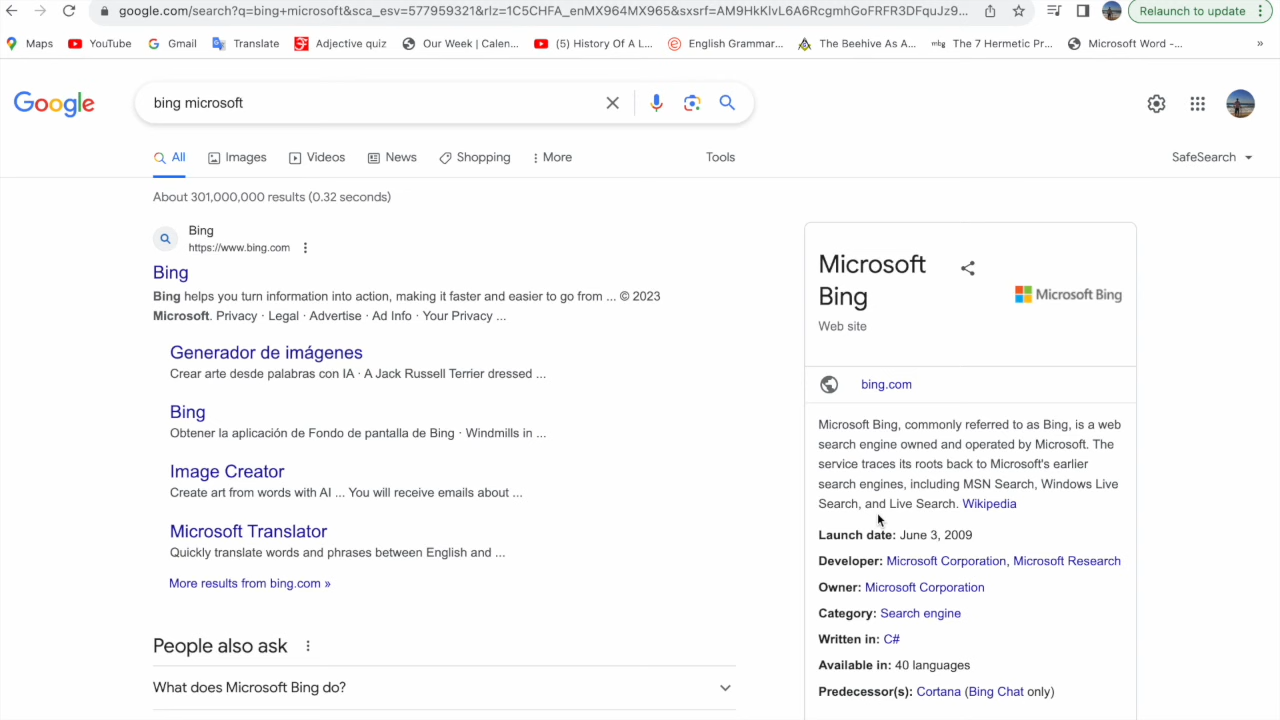 google.com/search?q=bing+microsoft&sca_esv=577959321&rlz=1C5CHFA_enMX964MX965&sxsrf=AM9HkKlvL6A6RcgmhGoFRFR3DFquJz9...
Relaunch to update
Maps
YouTube
Gmail
Translate
Adjective quiz
Our Week | Calen...
(5) History Of A L...
English Grammar...
The Beehive As A...
mbg
The 7 Hermetic Pr...
Microsoft Word -...
»
Google
bing microsoft
All
Images
Videos
News
Shopping
More
Tools
SafeSearch
About 301,000,000 results (0.32 seconds)
Bing
https://www.bing.com
Bing
Bing helps you turn information into action, making it faster and easier to go from ... © 2023
Microsoft. Privacy · Legal · Advertise · Ad Info · Your Privacy ...
Generador de imágenes
Crear arte desde palabras con IA · A Jack Russell Terrier dressed ...
Bing
Obtener la aplicación de Fondo de pantalla de Bing · Windmills in ...
Image Creator
Create art from words with AI ... You will receive emails about ...
Microsoft Translator
Quickly translate words and phrases between English and ...
More results from bing.com »
People also ask
What does Microsoft Bing do?
Microsoft
Bing
Web site
Microsoft Bing
bing.com
Microsoft Bing, commonly referred to as Bing, is a web
search engine owned and operated by Microsoft. The
service traces its roots back to Microsoft's earlier
search engines, including MSN Search, Windows Live
Search, and Live Search. Wikipedia
Launch date: June 3, 2009
Developer: Microsoft Corporation, Microsoft Research
Owner: Microsoft Corporation
Category: Search engine
Written in: C#
Available in: 40 languages
Predecessor(s): Cortana (Bing Chat only)